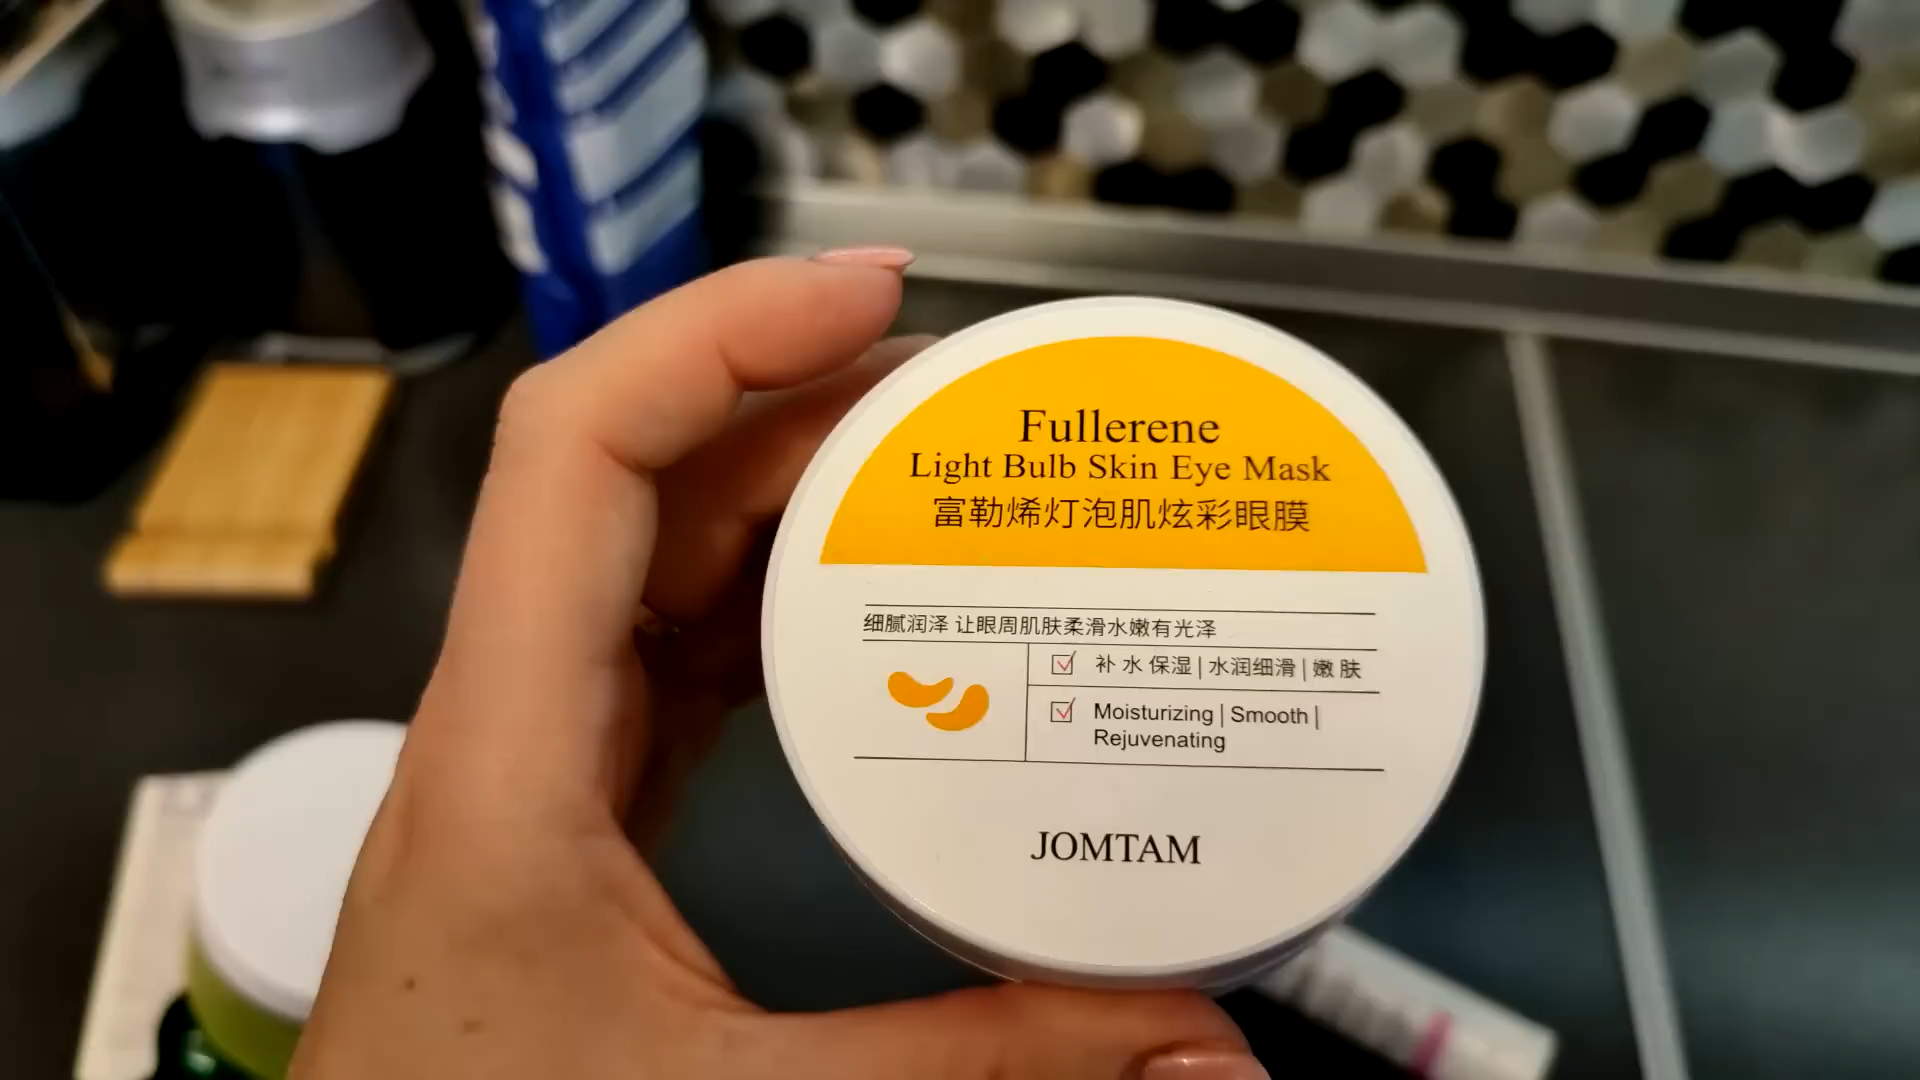 Fullerene
Light Bulb Skin Eye Mask
富勒烯灯泡肌炫彩眼膜
细腻润泽 让眼周肌肤柔滑水嫩有光泽
补水保湿|水润细滑|嫩肤
Moisturizing|Smooth|
Rejuvenating
JOMTAM